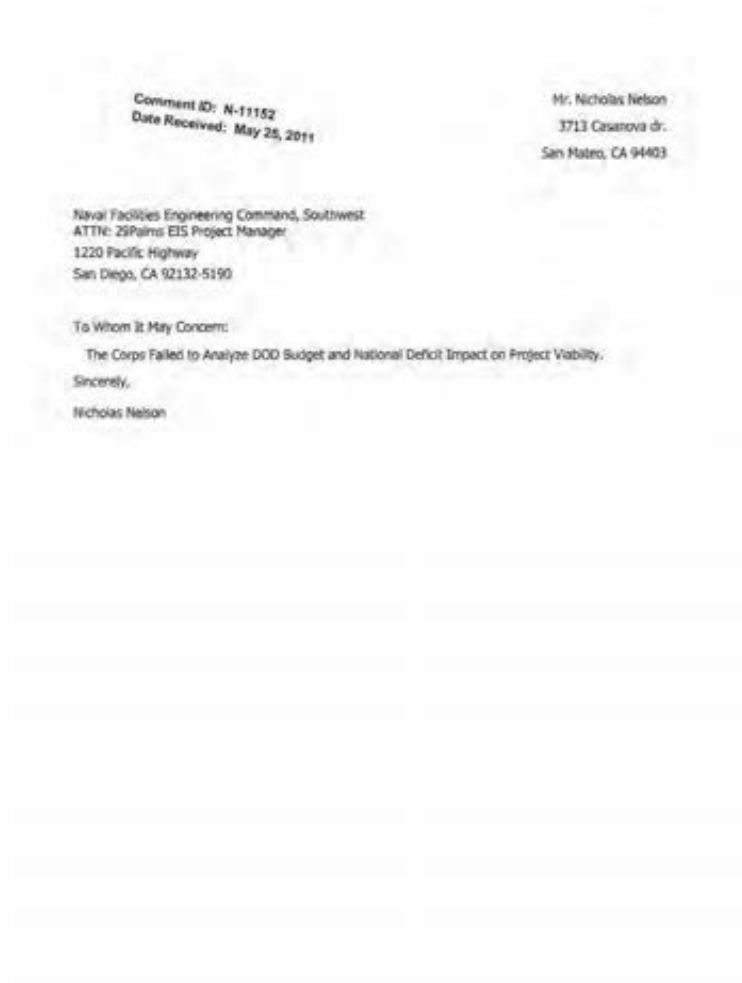 Comment ID: N-11152
Date Received: May 25, 2011
Mr. Nicholas Nelson
3713 Casanova dr.
San Mateo, CA 94403
Naval Facilities Engineering Command, Southwest
ATTN: 29Palms EIS Project Manager
1220 Pacific Highway
San Diego, CA 92132-5190
To Whom It May Concern:
The Corps Failed to Analyze DOD Budget and National Deficit Impact on Project Viability.
Sincerely,
Nicholas Nelson